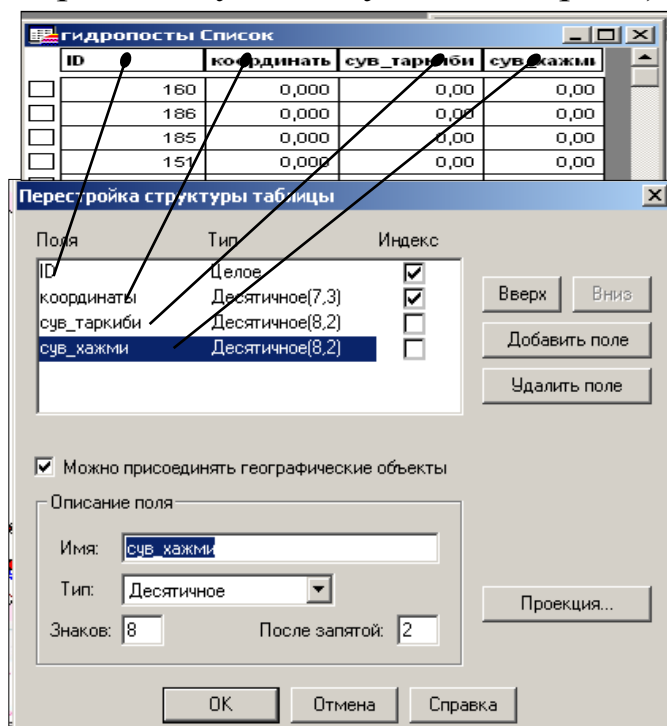 гидропосты Список
ID координать сув_таркиби сув_хажмı
160 0,000 0,00 0,00
186 0,000 0,00 0,00
185 0,000 0,00 0,00
151 0,000 0,00 0,00
Перестройка структуры таблицы
Поля Тип Индекс
ID Целое
координаты Десятичное(7,3)
сув_таркиби Десятичное(8,2)
сув_хажми Десятичное(8,2)
Вверх Вниз
Добавить поле
Удалить поле
Можно присоединять географические объекты
Описание поля
Имя: сув_хажми
Тип: Десятичное
Знаков: 8 После запятой: 2
Проекция...
OK Отмена Справка